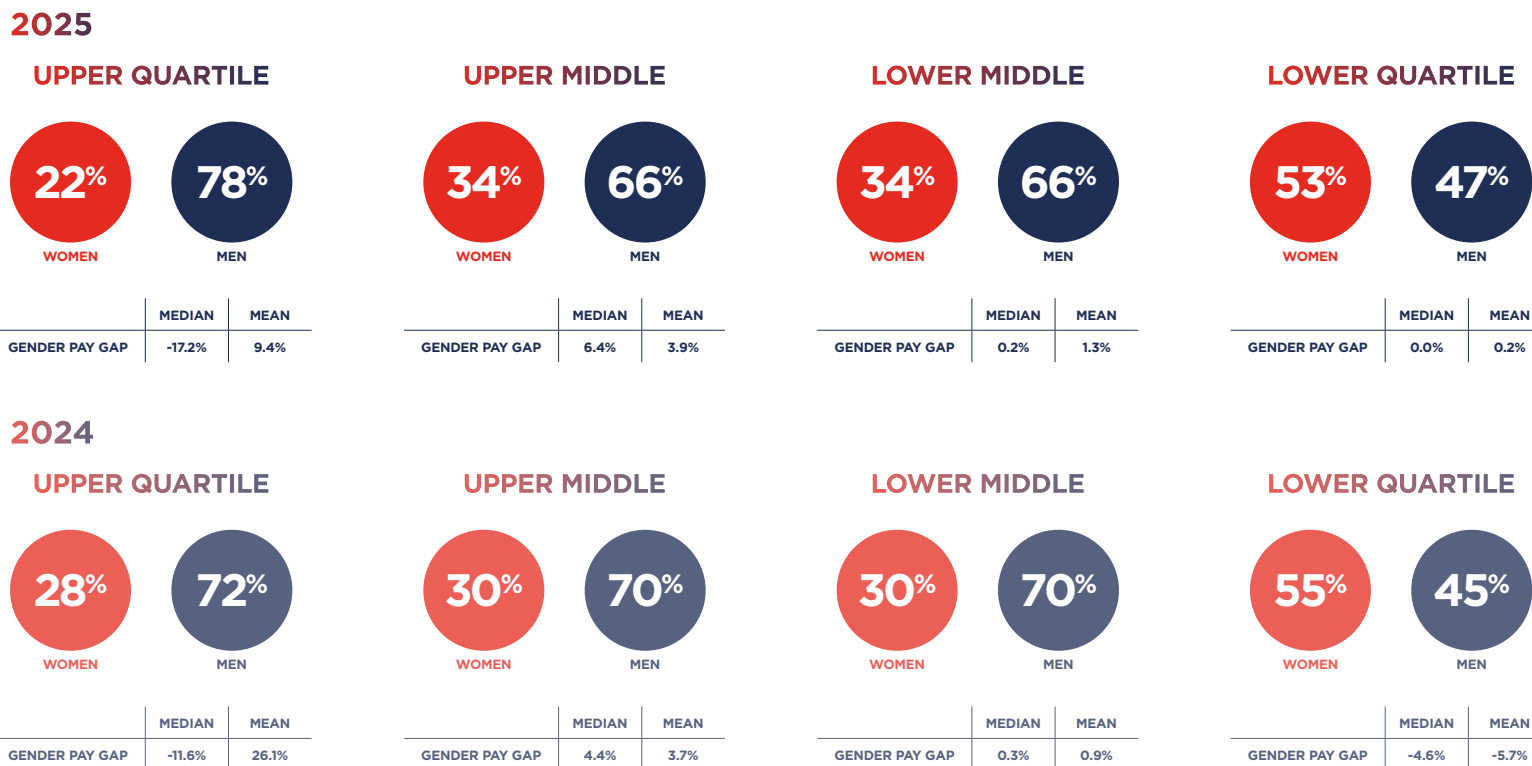 2025
UPPER QUARTILE UPPER MIDDLE LOWER MIDDLE LOWER QUARTILE
22% 78% 34% 66% 34% 66% 53% 47%
WOMEN MEN WOMEN MEN WOMEN MEN WOMEN MEN
MEDIAN MEAN MEDIAN MEAN MEDIAN MEAN MEDIAN MEAN
GENDER PAY GAP -17.2% 9.4% GENDER PAY GAP 6.4% 3.9% GENDER PAY GAP 0.2% 1.3% GENDER PAY GAP 0.0% 0.2%
2024
UPPER QUARTILE UPPER MIDDLE LOWER MIDDLE LOWER QUARTILE
28% 72% 30% 70% 30% 70% 55% 45%
WOMEN MEN WOMEN MEN WOMEN MEN WOMEN MEN
MEDIAN MEAN MEDIAN MEAN MEDIAN MEAN MEDIAN MEAN
GENDER PAY GAP -11.6% 26.1% GENDER PAY GAP 4.4% 3.7% GENDER PAY GAP 0.3% 0.9% GENDER PAY GAP -4.6% -5.7%